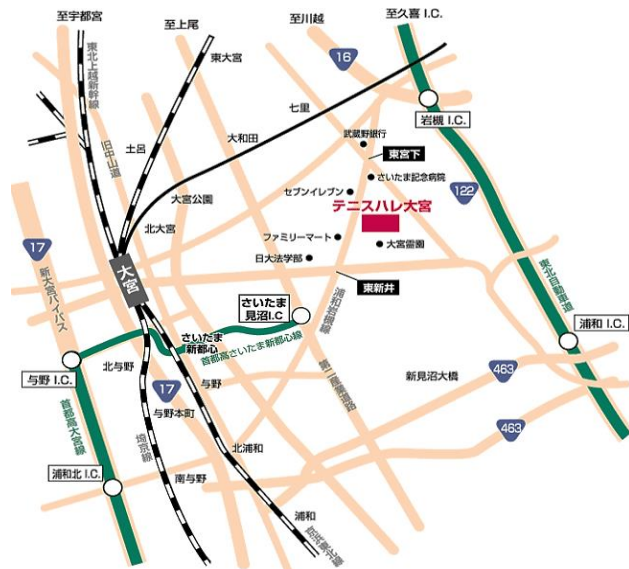 至宇都宮
至上尾
至川越
至久喜 I.C.
東北上越新幹線
東大宮
16
七里
岩槻 I.C.
武蔵野銀行
大和田
東宮下
土呂
旧中山道
さいたま記念病院
122
セブンイレブン
大宮公園
テニスハレ大宮
北大宮
17
ファミリーマート
大宮霊園
新大宮バイパス
大宮
日大法学部
東新井
東北自動車道
さいたま
見沼I.C
浦和岩槻線
さいたま
新都心
首都高さいたま新都心線
浦和 I.C.
北与野
与野 I.C.
第二産業道路
新見沼大橋
463
17
与野
首都高大宮線
与野本町
463
埼京線
北浦和
浦和北 I.C.
南与野
浦和
京浜東北線